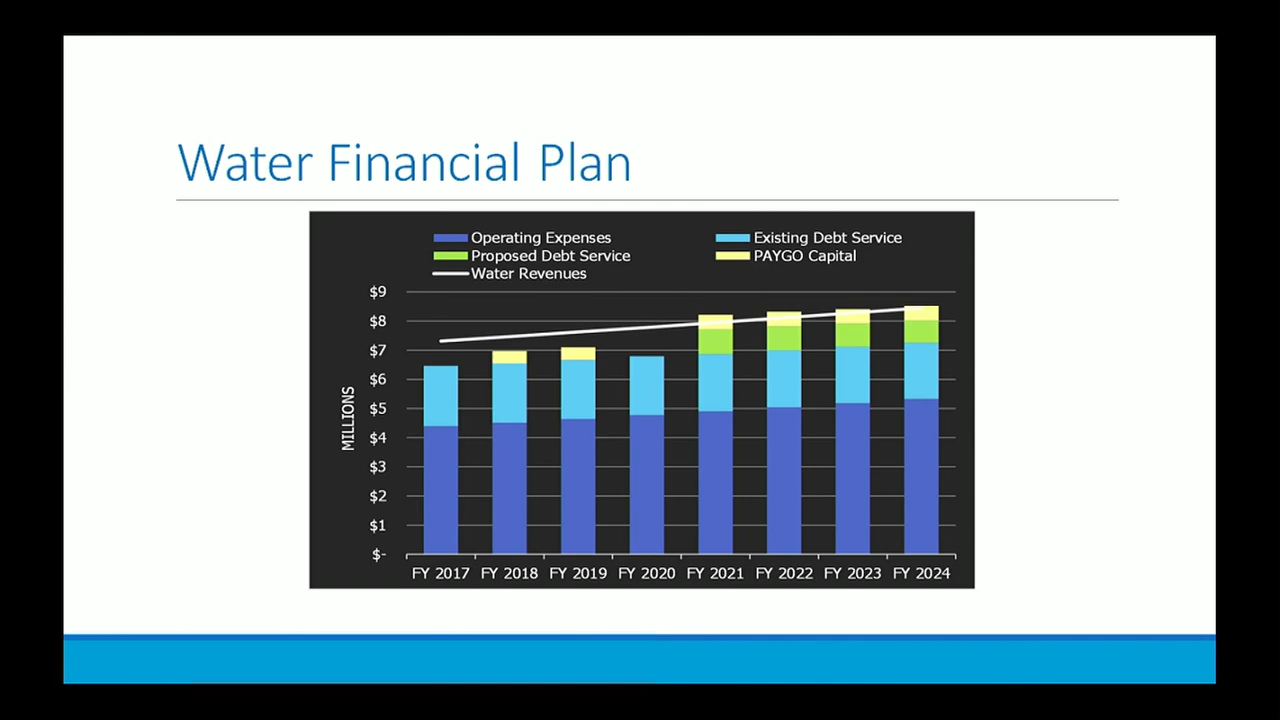 Water Financial Plan
Operating Expenses
Existing Debt Service
Proposed Debt Service
PAYGO Capital
Water Revenues
$9
$8
$7
$6
$5
$4
$3
$2
$1
$-
MILLIONS
FY 2017 FY 2018 FY 2019 FY 2020 FY 2021 FY 2022 FY 2023 FY 2024